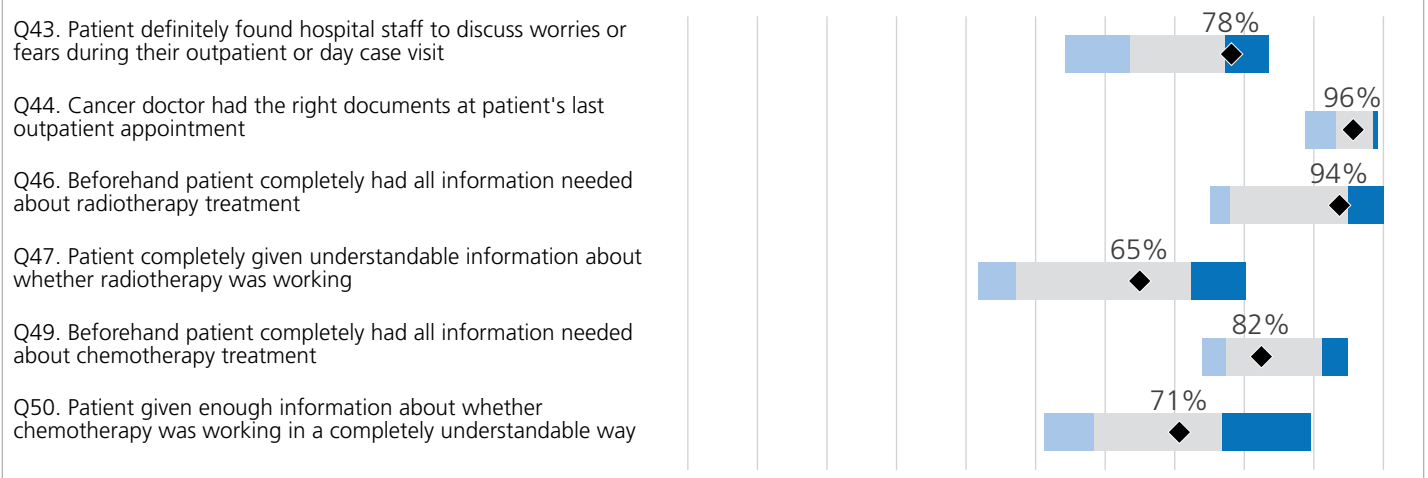 Q43. Patient definitely found hospital staff to discuss worries or
fears during their outpatient or day case visit
78%
Q44. Cancer doctor had the right documents at patient's last
outpatient appointment
96%
Q46. Beforehand patient completely had all information needed
about radiotherapy treatment
94%
Q47. Patient completely given understandable information about
whether radiotherapy was working
65%
Q49. Beforehand patient completely had all information needed
about chemotherapy treatment
82%
Q50. Patient given enough information about whether
chemotherapy was working in a completely understandable way
71%